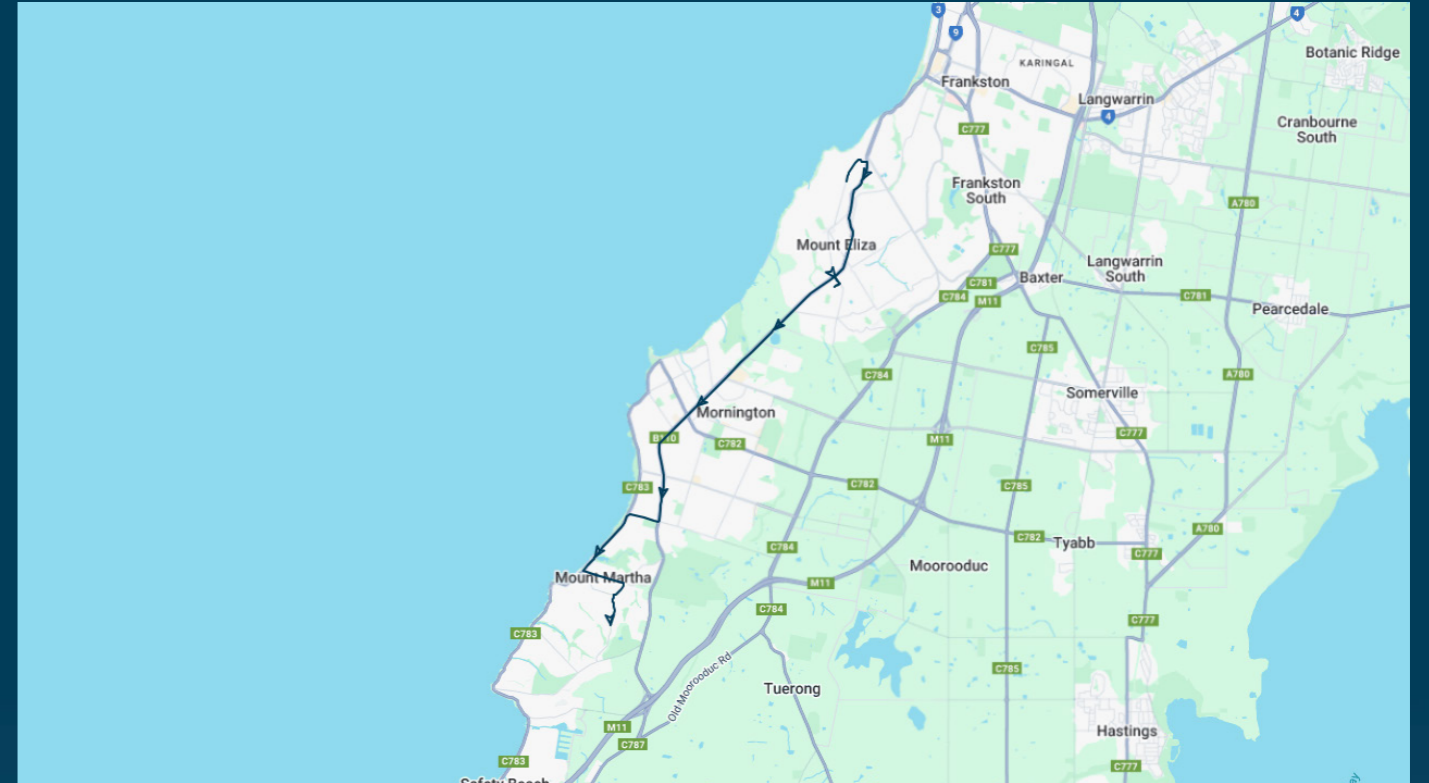 3
4
9
Botanic Ridge
KARINGAL
Frankston
Langwarrin
4
C777
Cranbourne
South
Frankston
South
A780
Mount Eliza
C777
Langwarrin
South
Baxter
C781
C784
M11
C781
Pearcedale
C785
C784
A780
Somerville
Mornington
C777
C782
M11
C783
C782
C785
A780
C782
Tyabb
C784
C777
Moorooduc
Mount Martha
M11
C784
C777
C783
Old Moorooduc Rd
C785
Tuerong
M11
Hastings
C787
C783
C777
Safety Beach